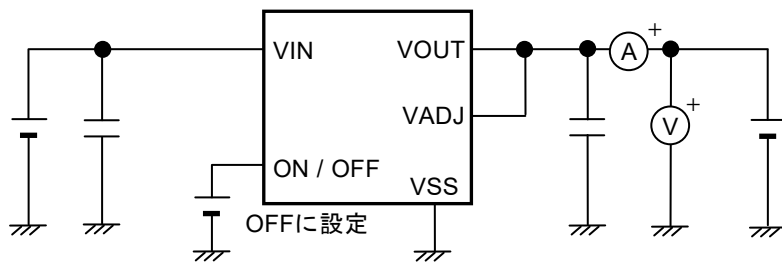 VIN
VOUT
A
+
VADJ
V
+
ON / OFF
VSS
OFFに設定